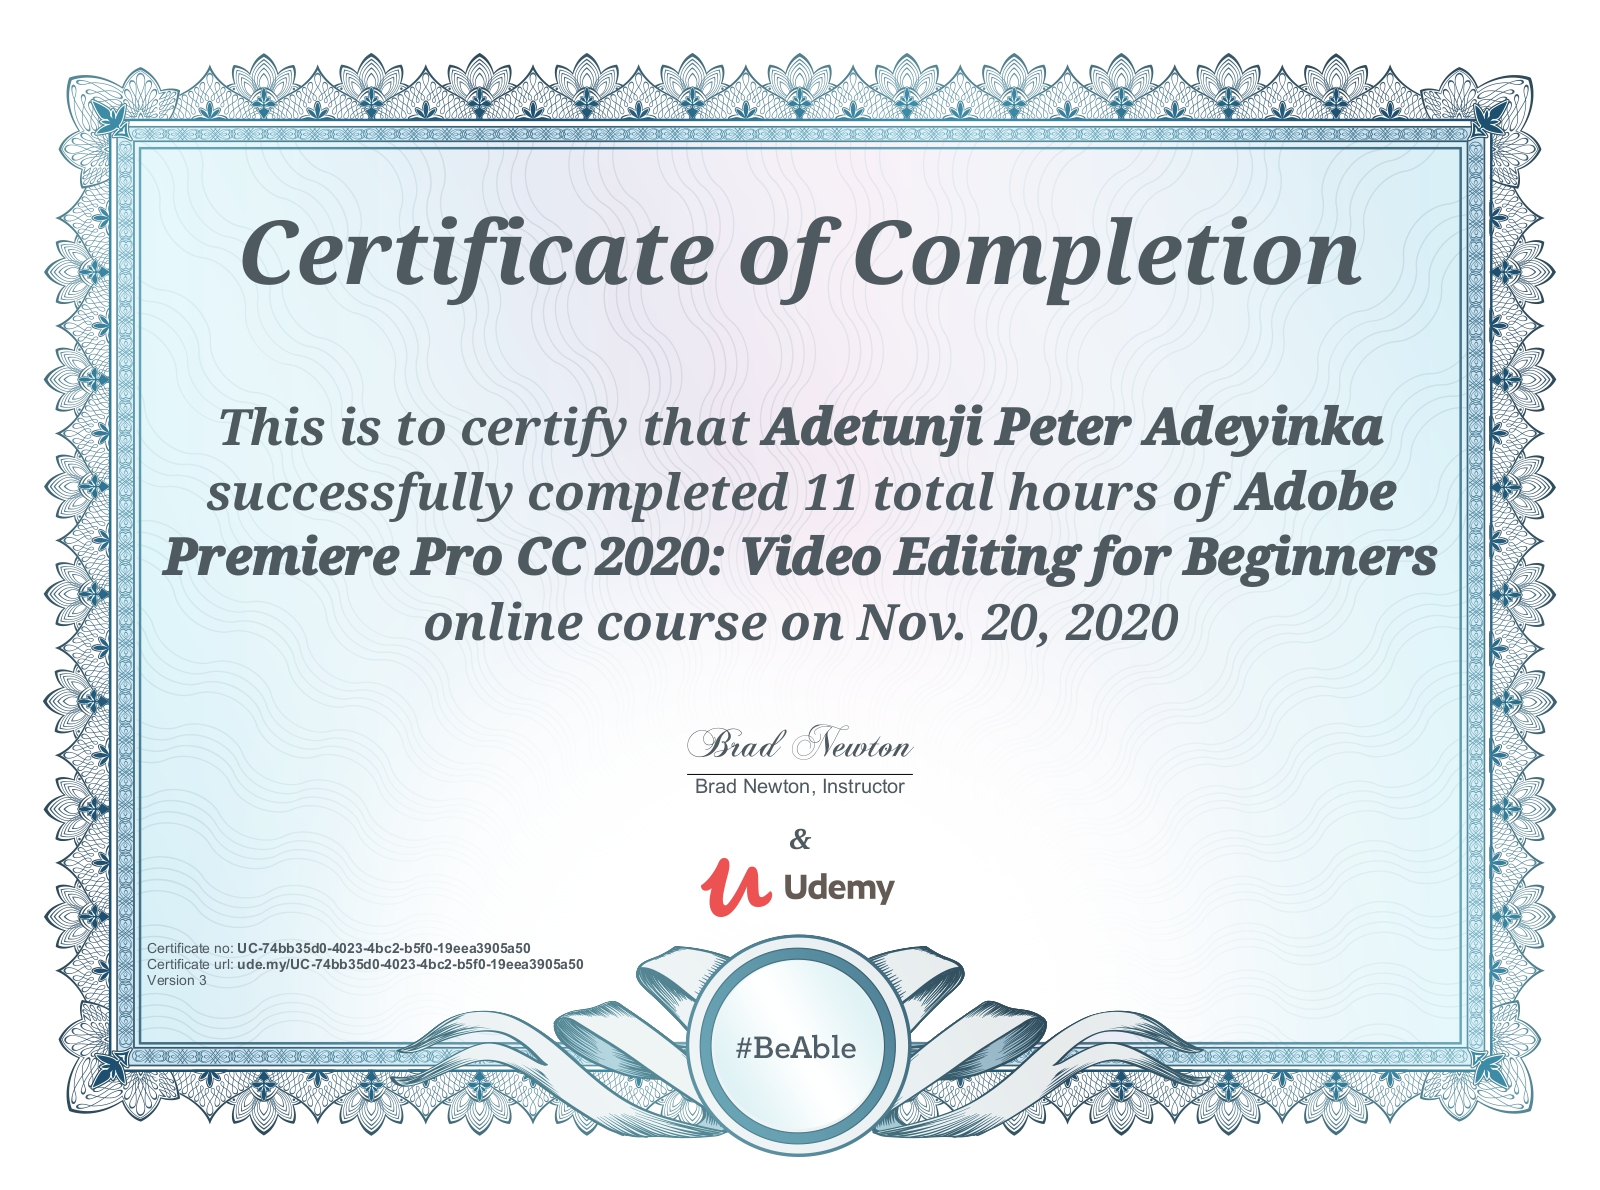 Certificate of Completion
This is to certify that Adetunji Peter Adeyinka
successfully completed 11 total hours of Adobe
Premiere Pro CC 2020: Video Editing for Beginners
online course on Nov. 20, 2020
Brad Newton
Brad Newton, Instructor
&
Udemy
Certificate no: UC-74bb35d0-4023-4bc2-b5f0-19eea3905a50
Certificate url: ude.my/UC-74bb35d0-4023-4bc2-b5f0-19eea3905a50
Version 3
#BeAble